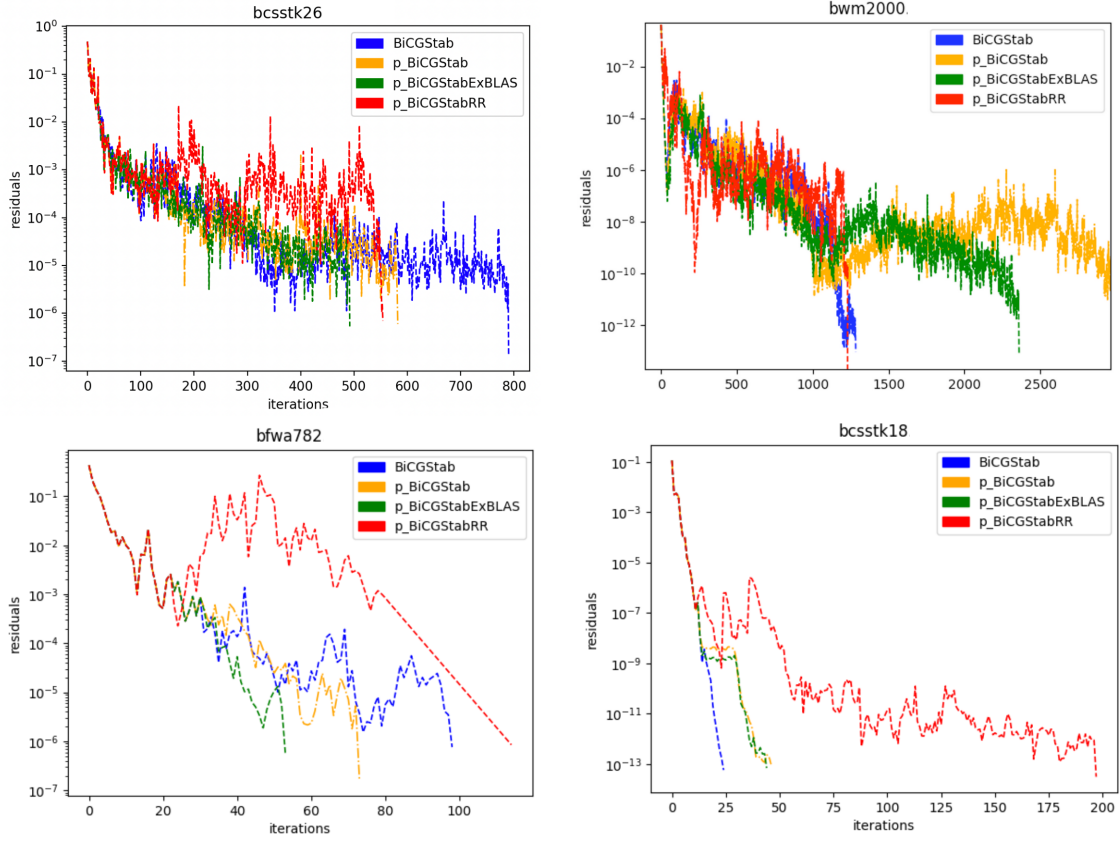 bcsstk26
10⁰
10⁻¹
10⁻²
10⁻³
10⁻⁴
10⁻⁵
10⁻⁶
10⁻⁷
residuals
BiCGStab
p_BiCGStab
p_BiCGStabExBLAS
p_BiCGStabRR
0 100 200 300 400 500 600 700 800
iterations
bwm2000.
10⁻²
10⁻⁴
10⁻⁶
10⁻⁸
10⁻¹⁰
10⁻¹²
residuals
BiCGStab
p_BiCGStab
p_BiCGStabExBLAS
p_BiCGStabRR
0 500 1000 1500 2000 2500
bfwa782
10⁻¹
10⁻²
10⁻³
10⁻⁴
10⁻⁵
10⁻⁶
10⁻⁷
residuals
BiCGStab
p_BiCGStab
p_BiCGStabExBLAS
p_BiCGStabRR
0 20 40 60 80 100
iterations
bcsstk18
10⁻¹
10⁻³
10⁻⁵
10⁻⁷
10⁻⁹
10⁻¹¹
10⁻¹³
residuals
BiCGStab
p_BiCGStab
p_BiCGStabExBLAS
p_BiCGStabRR
0 25 50 75 100 125 150 175 200
iterations